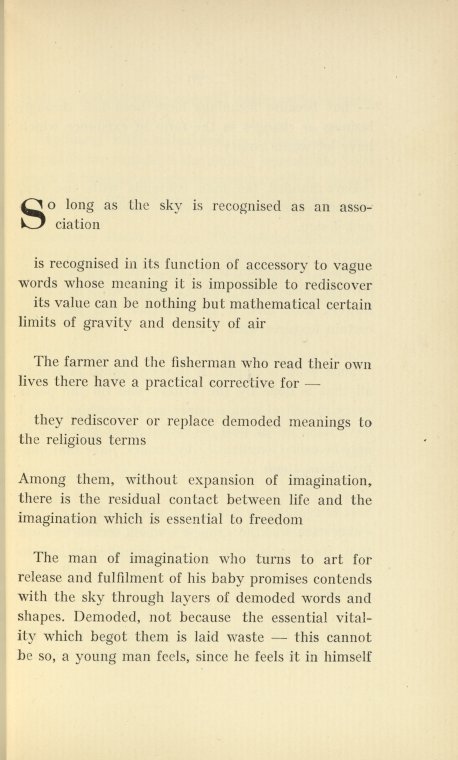 So long as the sky is recognised as an asso-
ciation
is recognised in its function of accessory to vague
words whose meaning it is impossible to rediscover
its value can be nothing but mathematical certain
limits of gravity and density of air
The farmer and the fisherman who read their own
lives there have a practical corrective for —
they rediscover or replace demoded meanings to
the religious terms
Among them, without expansion of imagination,
there is the residual contact between life and the
imagination which is essential to freedom
The man of imagination who turns to art for
release and fulfilment of his baby promises contends
with the sky through layers of demoded words and
shapes. Demoded, not because the essential vital-
ity which begot them is laid waste — this cannot
be so, a young man feels, since he feels it in himself